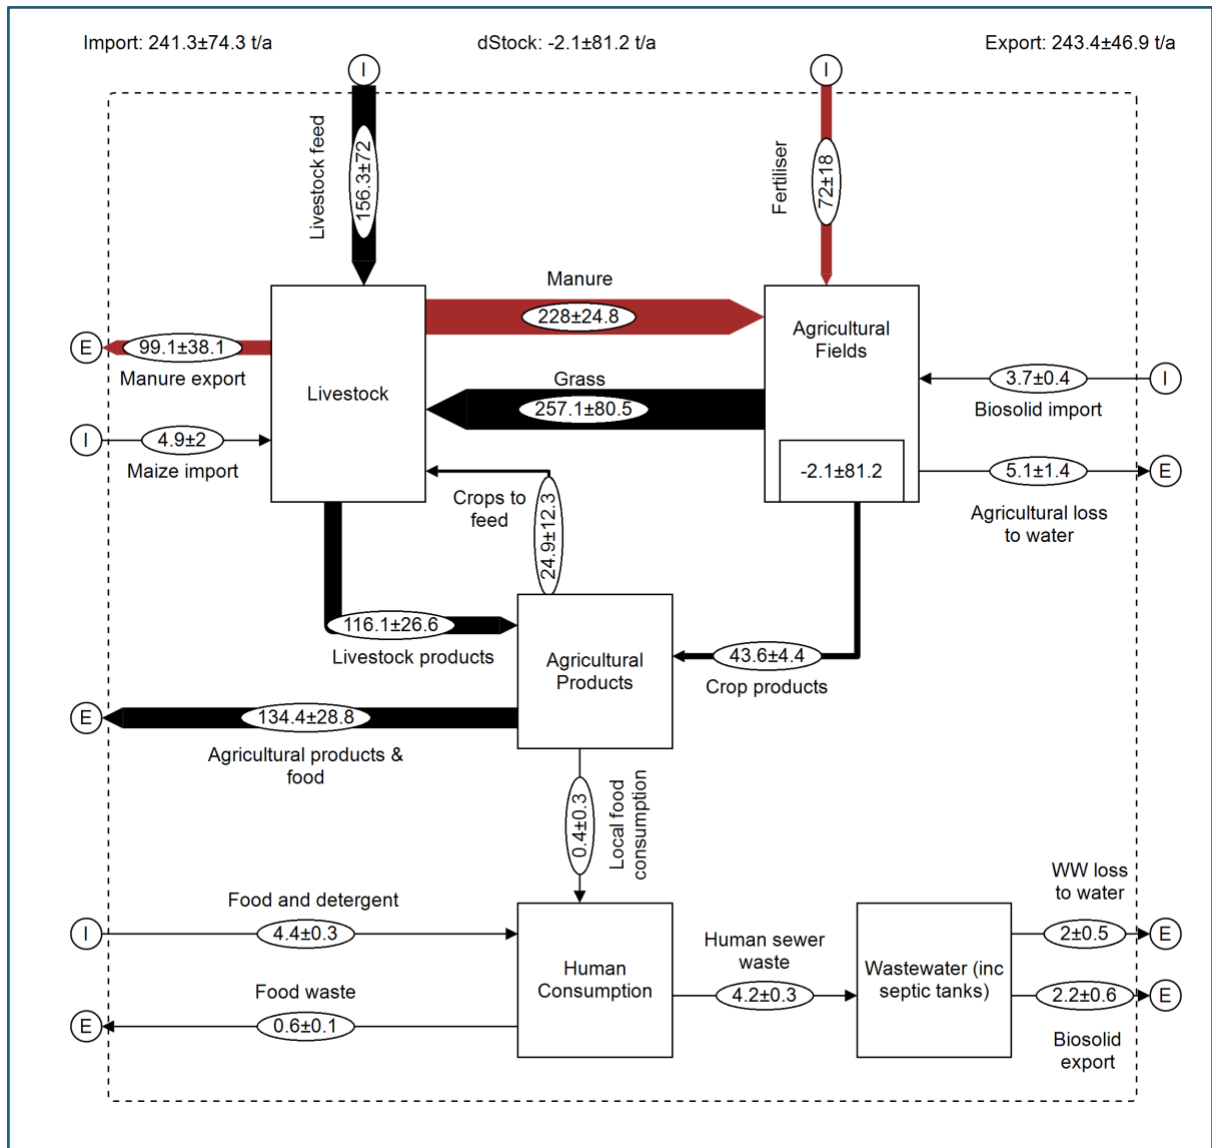 Import: 241.3±74.3 t/a
dStock: -2.1±81.2 t/a
Export: 243.4±46.9 t/a
I
I
Livestock feed
156.3±72
Fertiliser
72±18
Manure
228±24.8
Agricultural
Fields
E
99.1±38.1
Manure export
Livestock
Grass
257.1±80.5
3.7±0.4
I
Biosolid import
I
4.9±2
Maize import
-2.1±81.2
5.1±1.4
E
Agricultural loss
to water
Crops to
feed
24.9±12.3
116.1±26.6
Livestock products
Agricultural
Products
43.6±4.4
Crop products
E
134.4±28.8
Agricultural products &
food
0.4±0.3
Local food
consumption
WW loss
to water
Food and detergent
I
4.4±0.3
Human
Consumption
Human sewer
waste
4.2±0.3
Wastewater (inc
septic tanks)
2±0.5
E
2.2±0.6
E
Biosolid
export
Food waste
E
0.6±0.1